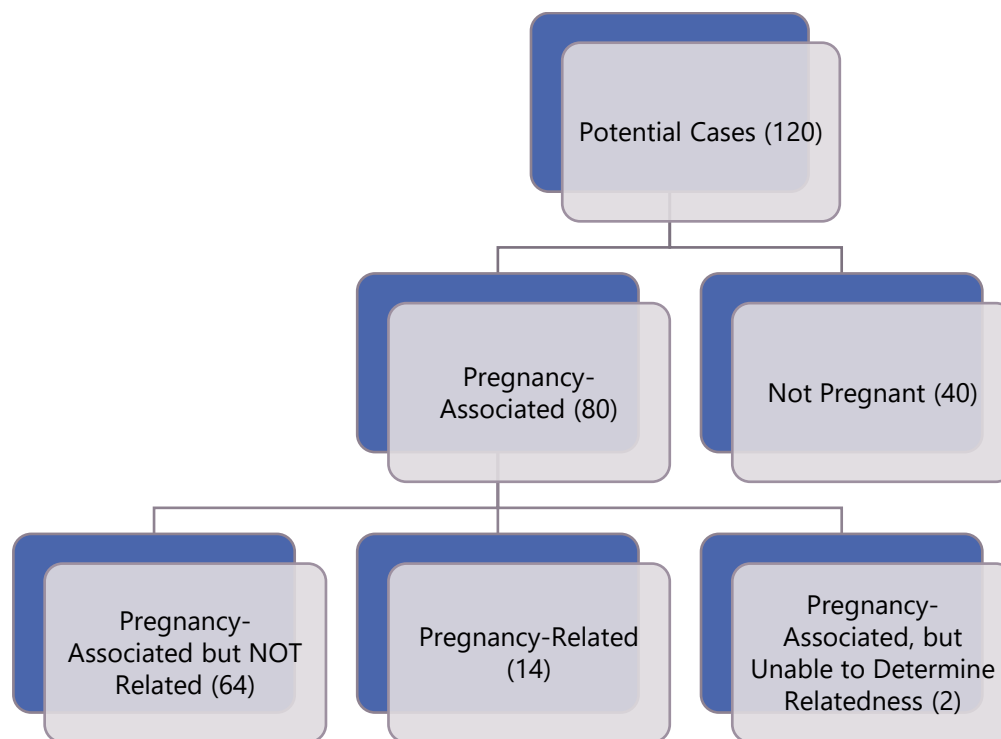 Potential Cases (120)
Pregnancy-
Associated (80)
Not Pregnant (40)
Pregnancy-
Associated but NOT
Related (64)
Pregnancy-Related
(14)
Pregnancy-
Associated, but
Unable to Determine
Relatedness (2)